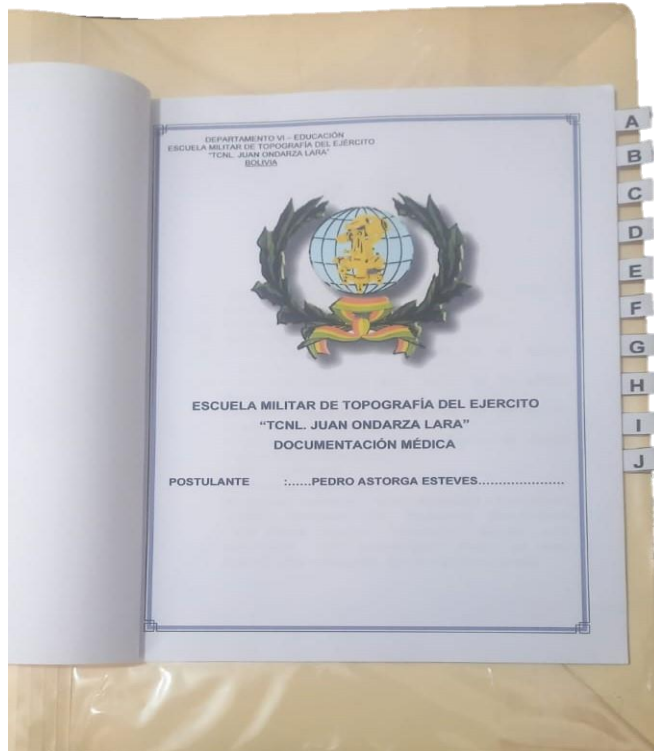 DEPARTAMENTO VI – EDUCACIÓN
ESCUELA MILITAR DE TOPOGRAFÍA DEL EJÉRCITO
"TCNL. JUAN ONDARZA LARA"
BOLIVIA
ESCUELA MILITAR DE TOPOGRAFÍA DEL EJERCITO
“TCNL. JUAN ONDARZA LARA”
DOCUMENTACIÓN MÉDICA
POSTULANTE :......PEDRO ASTORGA ESTEVES.....................
A
B
C
D
E
F
G
H
I
J